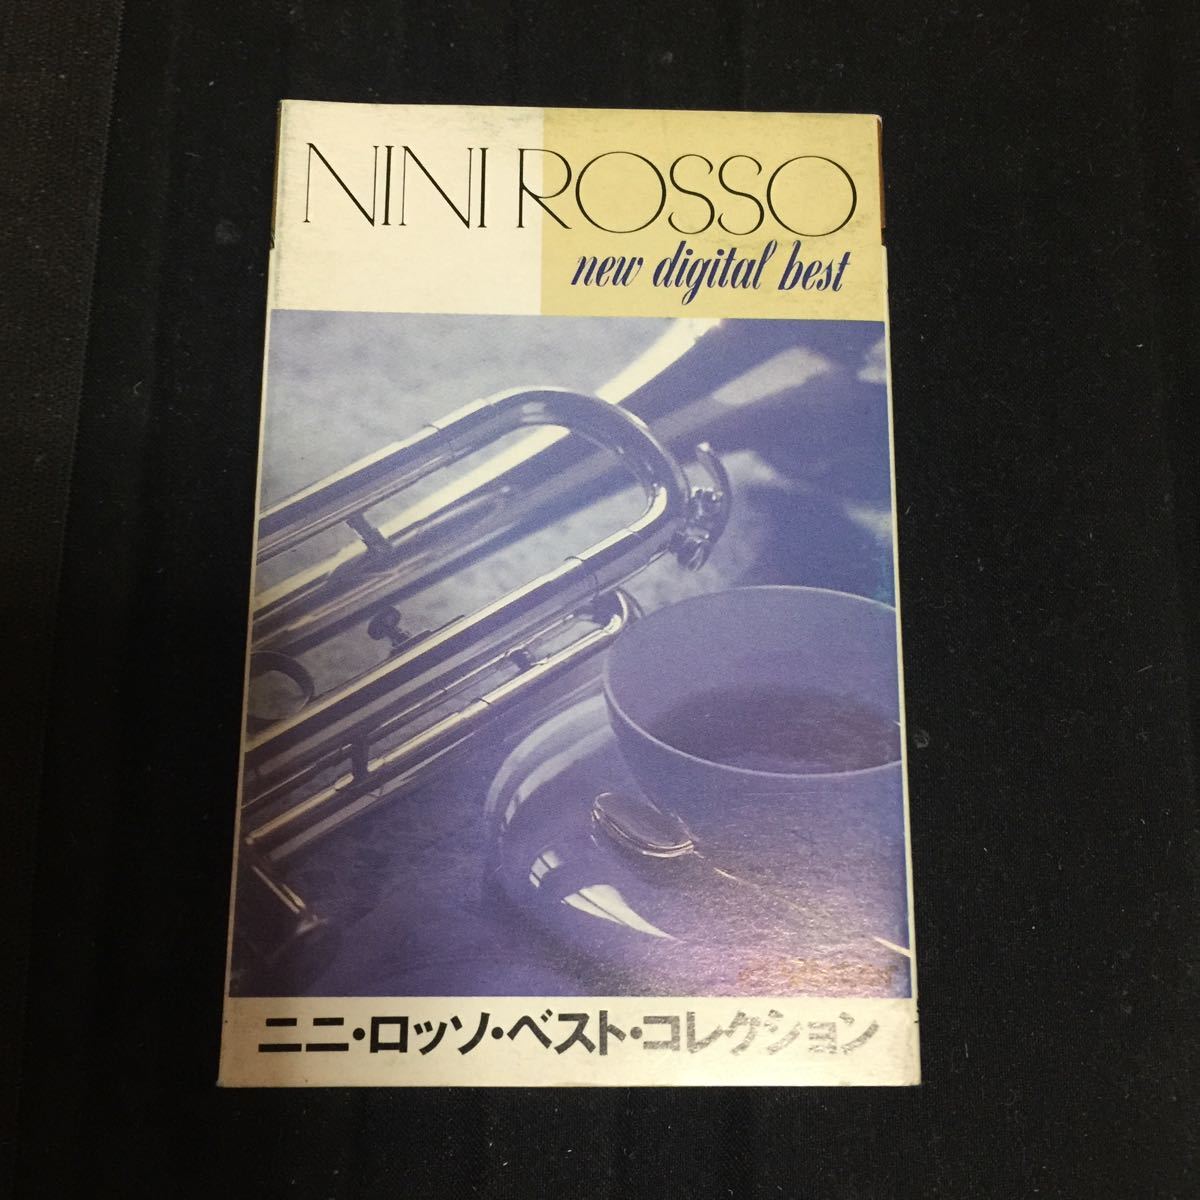 NINI ROSSO
new digital best
ニニ・ロッソ・ベスト・コレクション